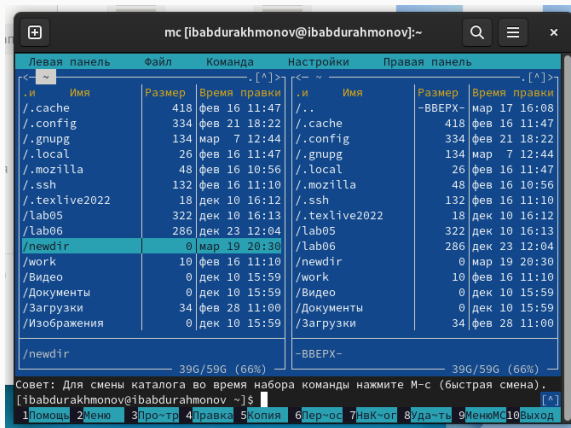 mc [ibabdurakhmonov@ibabdurahmonov]:~
Левая панель Файл Команда Настройки Правая панель
<- ~ .[^]> <- ~ .[^]>
.и Имя Размер Время правки .и Имя Размер Время правки
/.cache 418 фев 16 11:47 /.. -ВВЕРХ- мар 17 16:08
/.config 334 фев 21 18:22 /.cache 418 фев 16 11:47
/.gnupg 134 мар 7 12:44 /.config 334 фев 21 18:22
/.local 26 фев 16 11:47 /.gnupg 134 мар 7 12:44
/.mozilla 48 фев 16 10:56 /.local 26 фев 16 11:47
/.ssh 132 фев 16 11:10 /.mozilla 48 фев 16 10:56
/.texlive2022 18 дек 10 16:12 /.ssh 132 фев 16 11:10
/lab05 322 дек 10 16:13 /.texlive2022 18 дек 10 16:12
/lab06 286 дек 23 12:04 /lab05 322 дек 10 16:13
/newdir 0 мар 19 20:30 /lab06 286 дек 23 12:04
/work 10 фев 16 11:10 /newdir 0 мар 19 20:30
/Видео 0 дек 10 15:59 /work 10 фев 16 11:10
/Документы 0 дек 10 15:59 /Видео 0 дек 10 15:59
/Загрузки 34 фев 28 11:00 /Документы 0 дек 10 15:59
/Изображения 0 дек 10 15:59 /Загрузки 34 фев 28 11:00
/newdir -ВВЕРХ-
39G/59G (66%) 39G/59G (66%)
Совет: Для смены каталога во время набора команды нажмите M-c (быстрая смена).
[ibabdurakhmonov@ibabdurahmonov ~]$ [^]
1Помощь 2Меню 3Про~тр 4Правка 5Копия 6Пер~ос 7НвК~ог 8Уда~ть 9МенюMC 10Выход